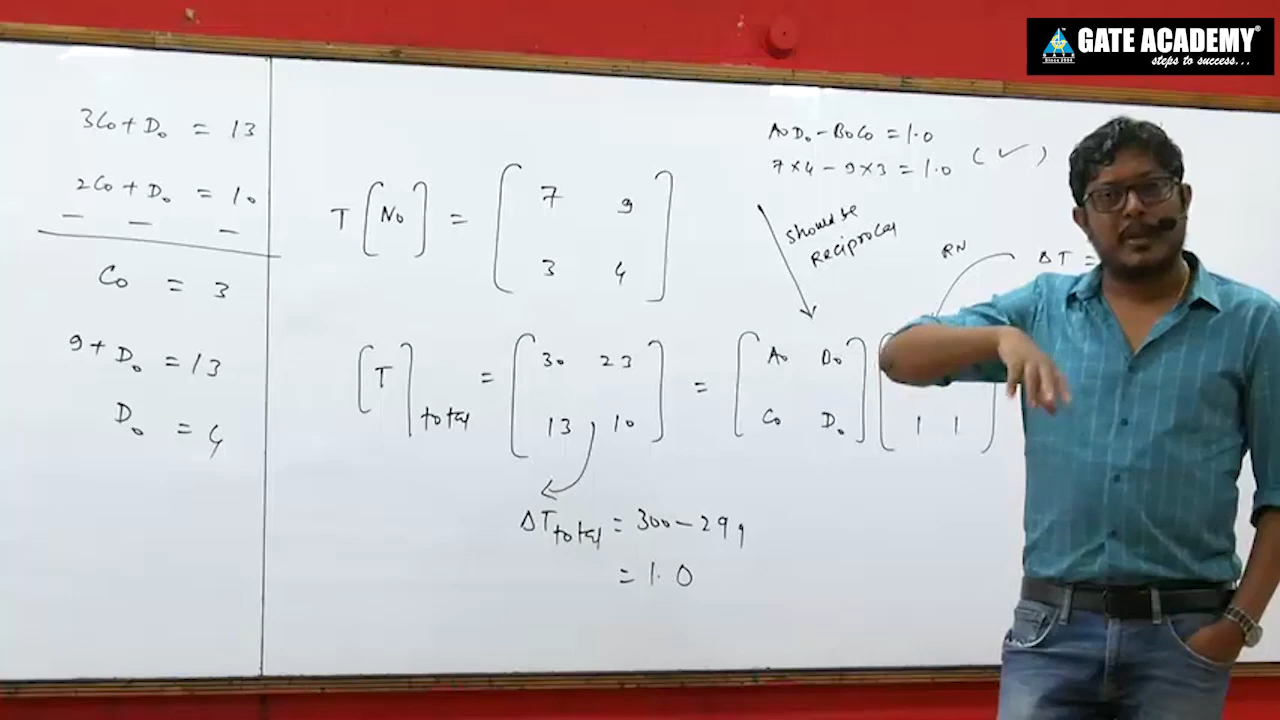 GATE ACADEMY®
Since 2004
steps to success...
3C₀ + D₀ = 13
2C₀ + D₀ = 10
— — —
C₀ = 3
9 + D₀ = 13
D₀ = 4
T [N₀] = [ 7 9
3 4 ]
A₀D₀ - B₀C₀ = 1.0
7×4 - 9×3 = 1.0 (✓)
should be
Reciprocal
RN
ΔT =
[T]total = [ 30 23
13 10 ] = [ A₀ B₀
C₀ D₀ ] [
1 1 ]
ΔTtotal = 300 - 299
= 1.0